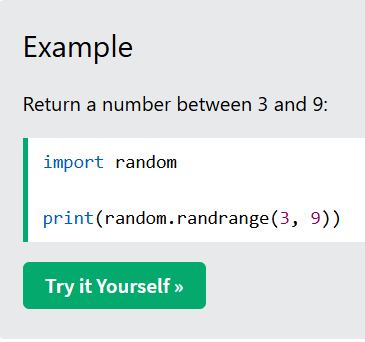 Example
Return a number between 3 and 9:
import random
print(random.randrange(3, 9))
Try it Yourself »